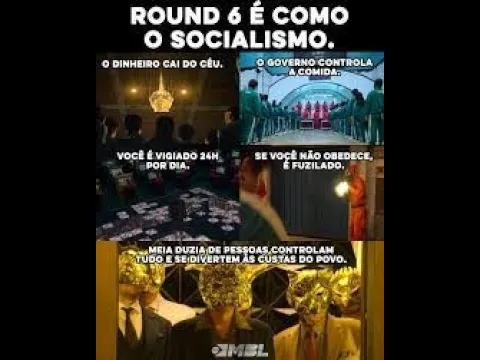 ROUND 6 É COMO
O SOCIALISMO.
O DINHEIRO CAI DO CÉU.
O GOVERNO CONTROLA
A COMIDA.
VOCÊ É VIGIADO 24H
POR DIA.
SE VOÇÊ NÃO OBEDECE,
É FUZILADO.
MEIA DUZIA DE PESSOAS CONTROLAM
TUDO E SE DIVERTEM ÀS CUSTAS DO POVO.
MBL